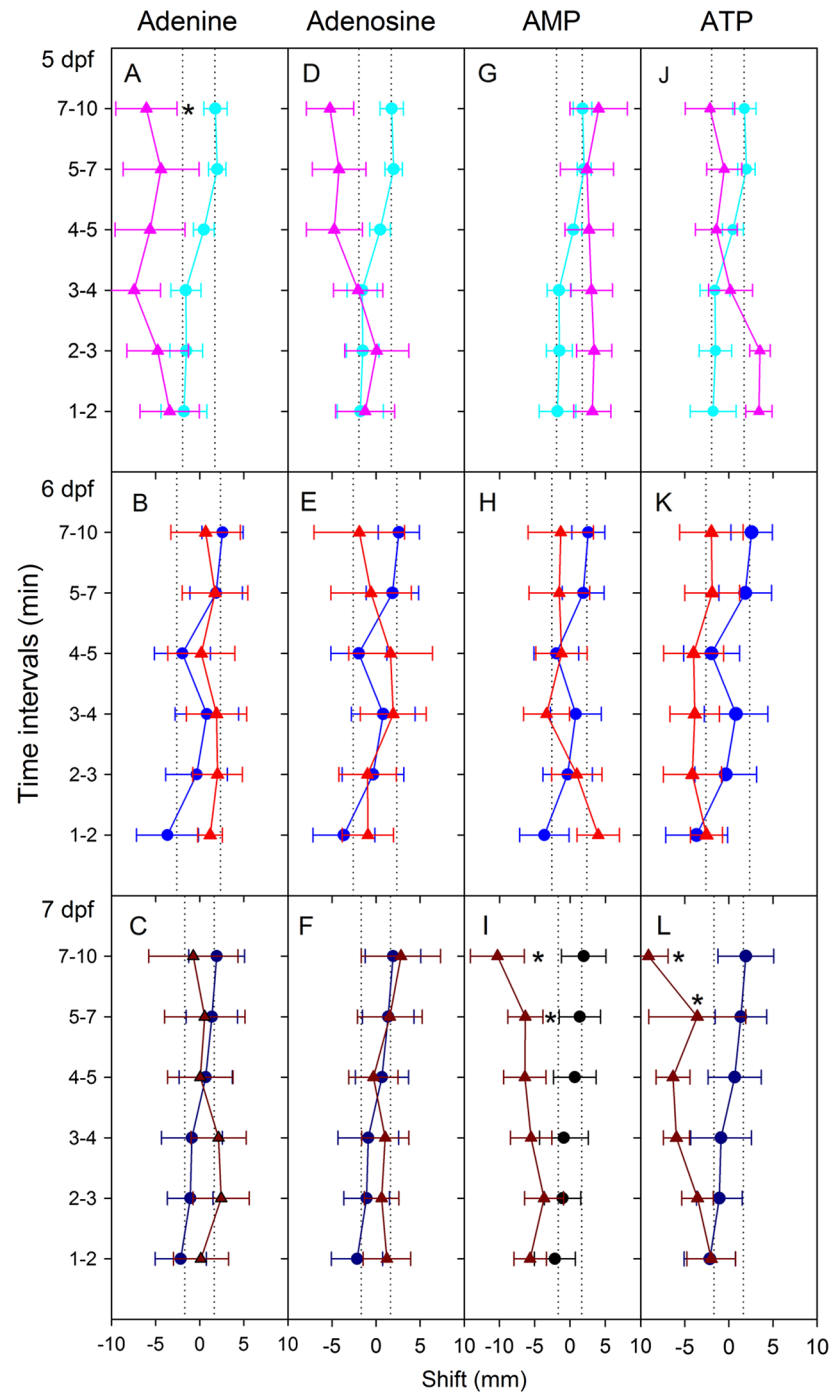 Adenine Adenosine AMP ATP
5 dpf
A D G J
7-10 *
5-7
4-5
3-4
2-3
1-2
6 dpf
B E H K
7-10
5-7
4-5
3-4
2-3
1-2
7 dpf
C F I L
7-10 * *
5-7 * *
4-5
3-4
2-3
1-2
-10 -5 0 5 10 -5 0 5 10 -5 0 5 10 -5 0 5 10
Time intervals (min)
Shift (mm)